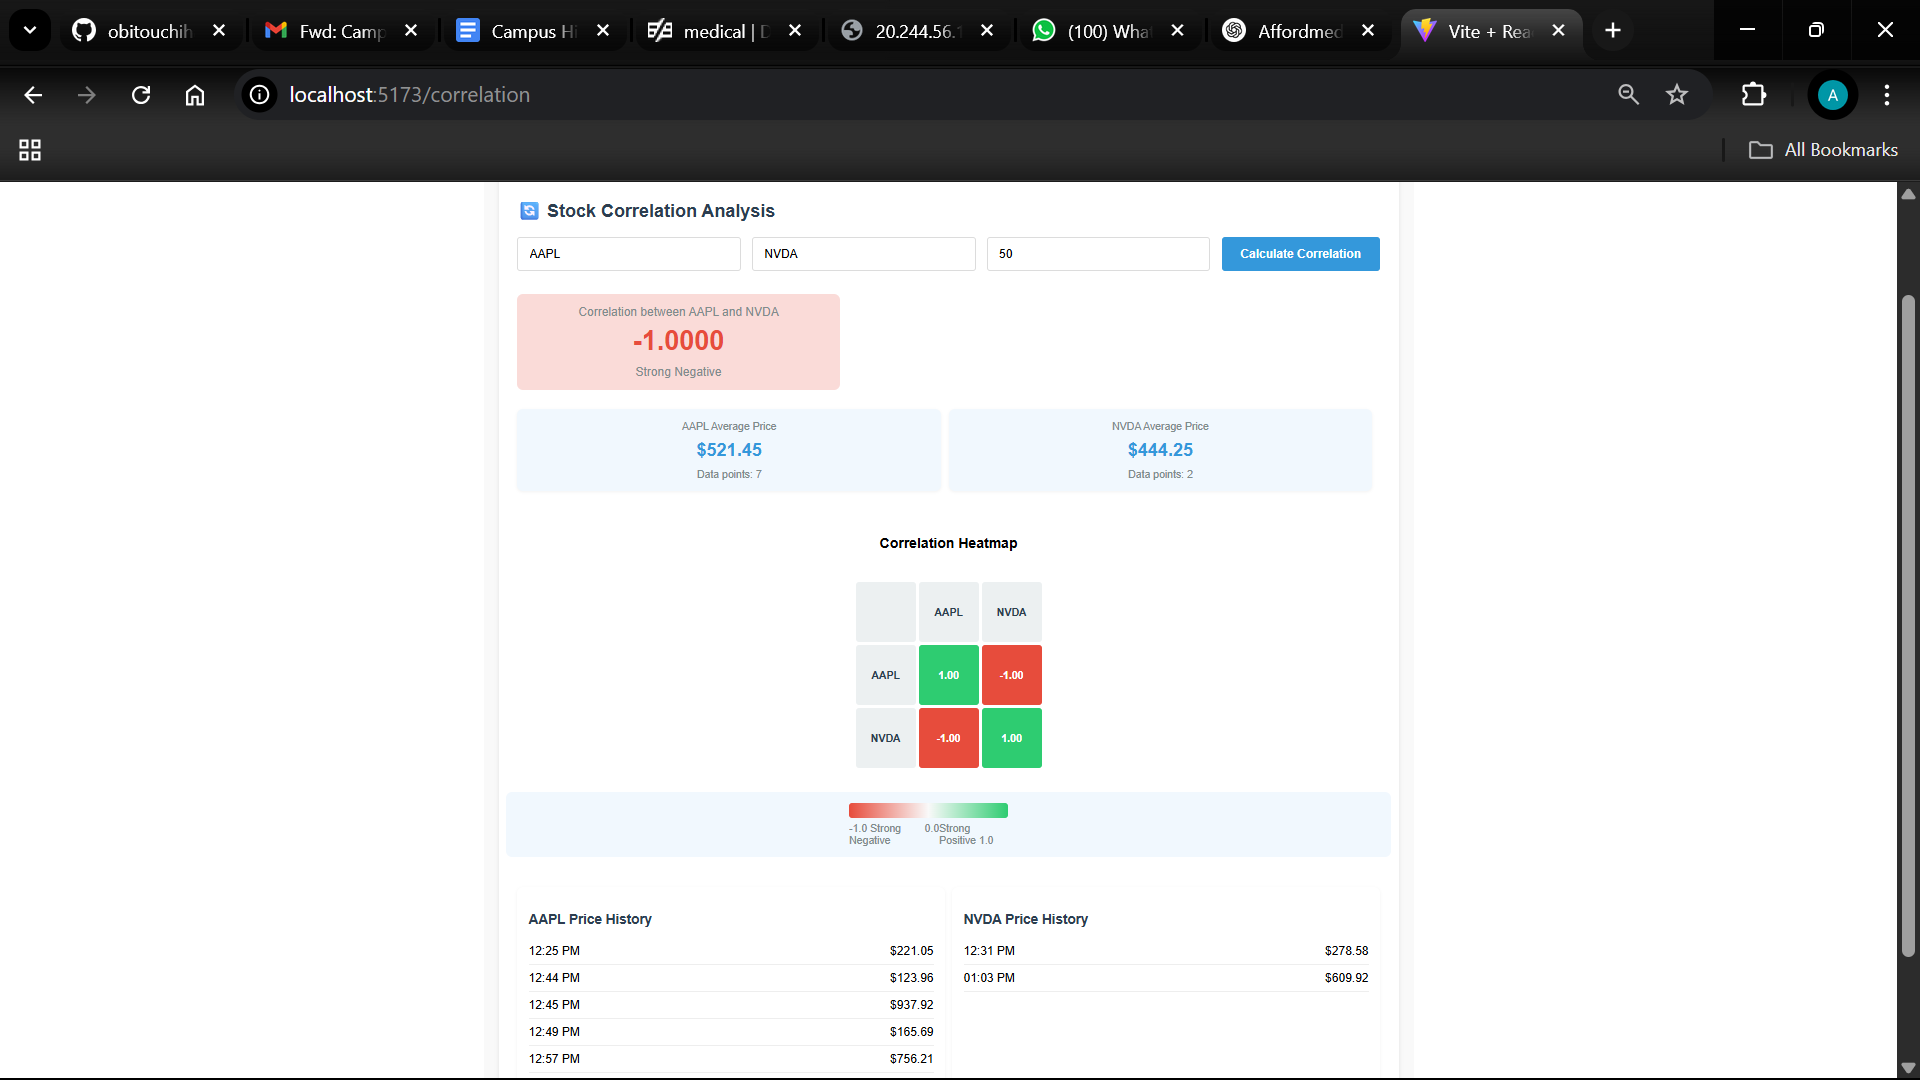 obitouchih
Fwd: Camp
Campus Hi
medical | D
20.244.56.1
(100) What
Affordmed
Vite + Rea
localhost:5173/correlation
A
All Bookmarks
Stock Correlation Analysis
AAPL NVDA 50 Calculate Correlation
Correlation between AAPL and NVDA
-1.0000
Strong Negative
AAPL Average Price
$521.45
Data points: 7
NVDA Average Price
$444.25
Data points: 2
Correlation Heatmap
AAPL NVDA
AAPL 1.00 -1.00
NVDA -1.00 1.00
-1.0 Strong Negative
0.0
Strong Positive 1.0
AAPL Price History
12:25 PM $221.05
12:44 PM $123.96
12:45 PM $937.92
12:49 PM $165.69
12:57 PM $756.21
NVDA Price History
12:31 PM $278.58
01:03 PM $609.92